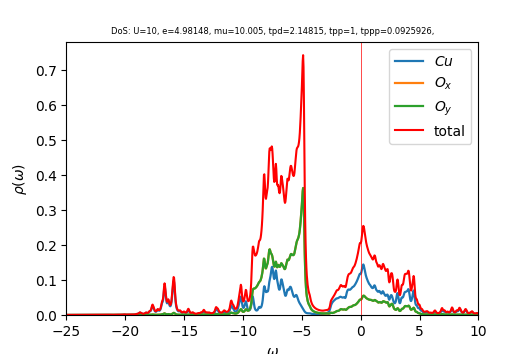 DoS: U=10, e=4.98148, mu=10.005, tpd=2.14815, tpp=1, tppp=0.0925926,
ρ(ω)
0.7
0.6
0.5
0.4
0.3
0.2
0.1
0.0
Cu
O_x
O_y
total
−25 −20 −15 −10 −5 0 5 10
ω